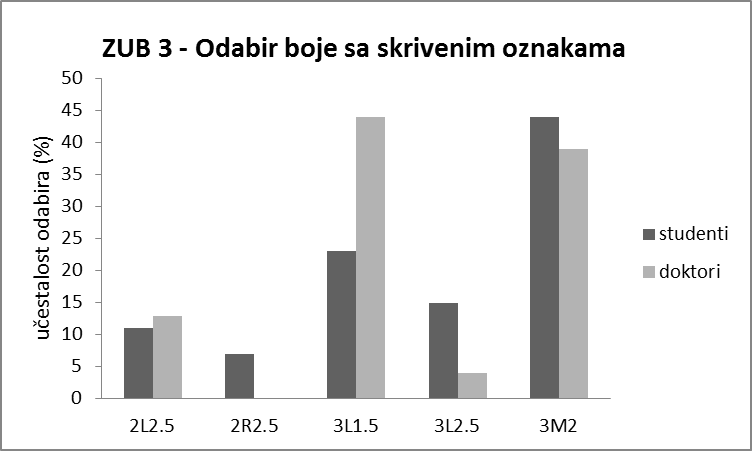 ZUB 3 - Odabir boje sa skrivenim oznakama
učestalost odabira (%)
50
45
40
35
30
25
20
15
10
5
0
2L2.5 2R2.5 3L1.5 3L2.5 3M2
studenti
doktori